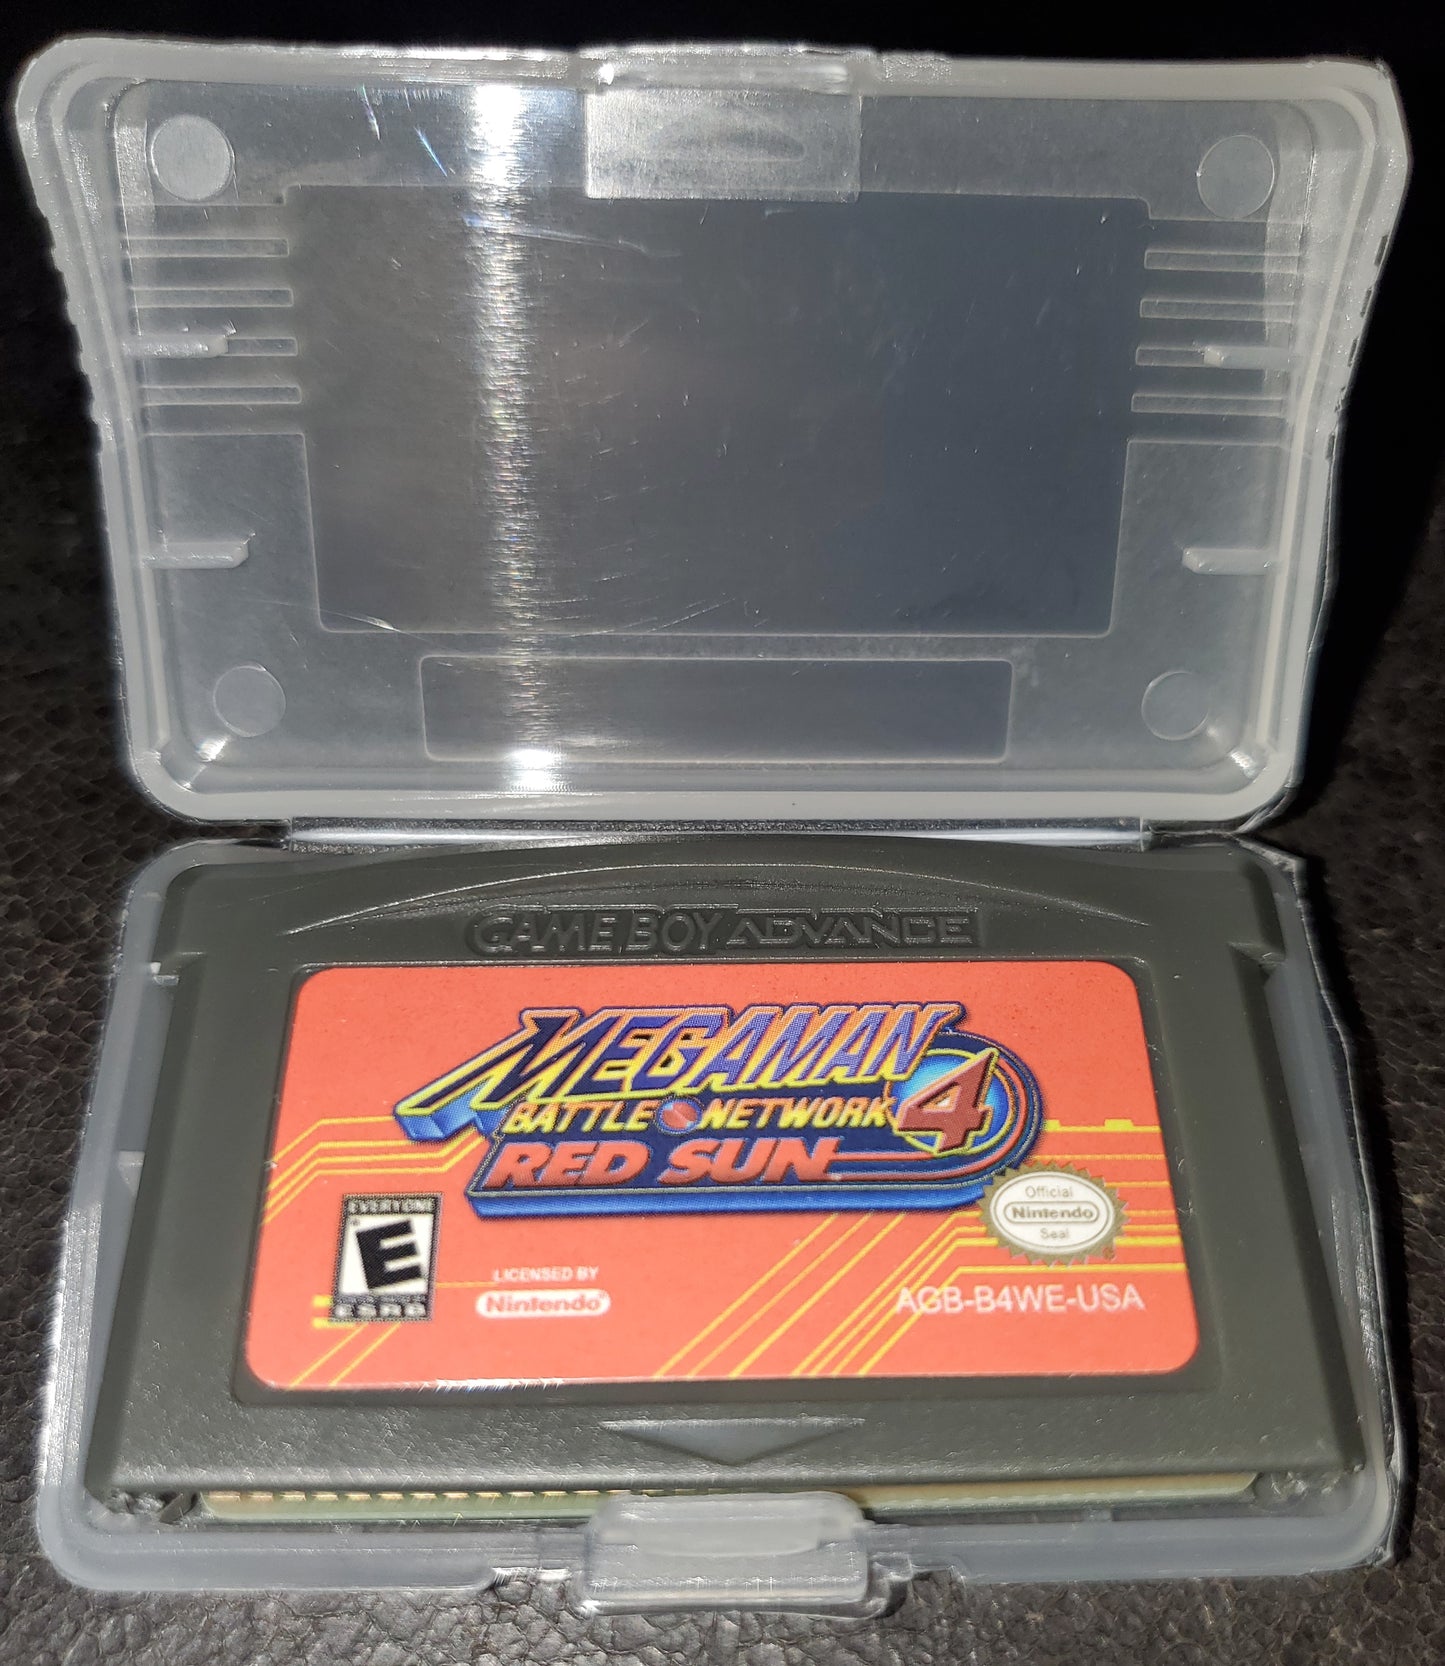 GAME BOY ADVANCE
MEGAMAN
BATTLE NETWORK 4
RED SUN
EVERYONE
E
ESRB
LICENSED BY
Nintendo
Official
Nintendo
Seal
AGB-B4WE-USA